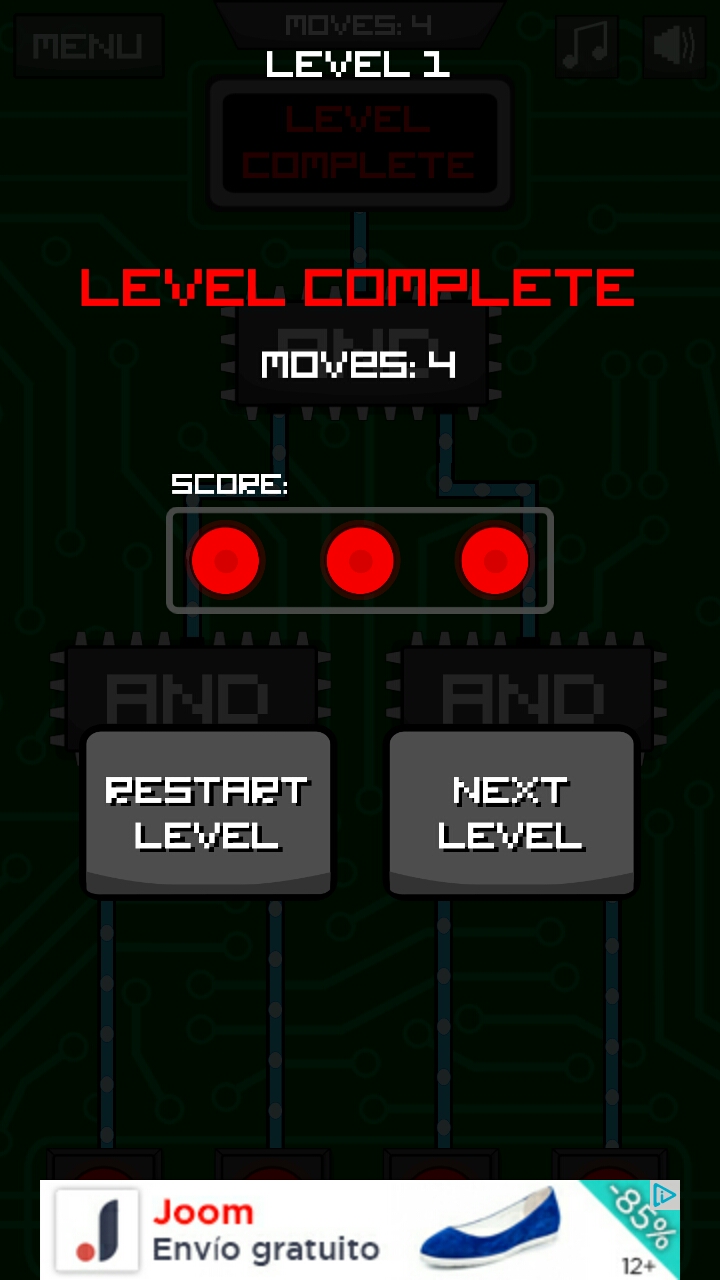 MENU
MOVES: 4
LEVEL 1
LEVEL
COMPLETE
LEVEL COMPLETE
AND
MOVES: 4
SCORE:
AND AND
RESTART
LEVEL
NEXT
LEVEL
Joom
Envío gratuito
-85%
12+